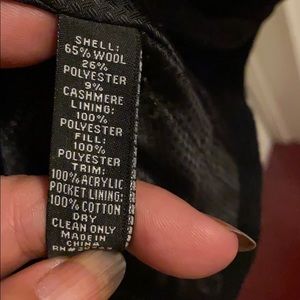 SHELL:
65% WOOL
26%
POLYESTER
9%
CASHMERE
LINING:
100%
POLYESTER
FILL:
100%
POLYESTER
TRIM:
100% ACRYLIC
POCKET LINING:
100% COTTON
DRY
CLEAN ONLY
MADE IN
CHINA